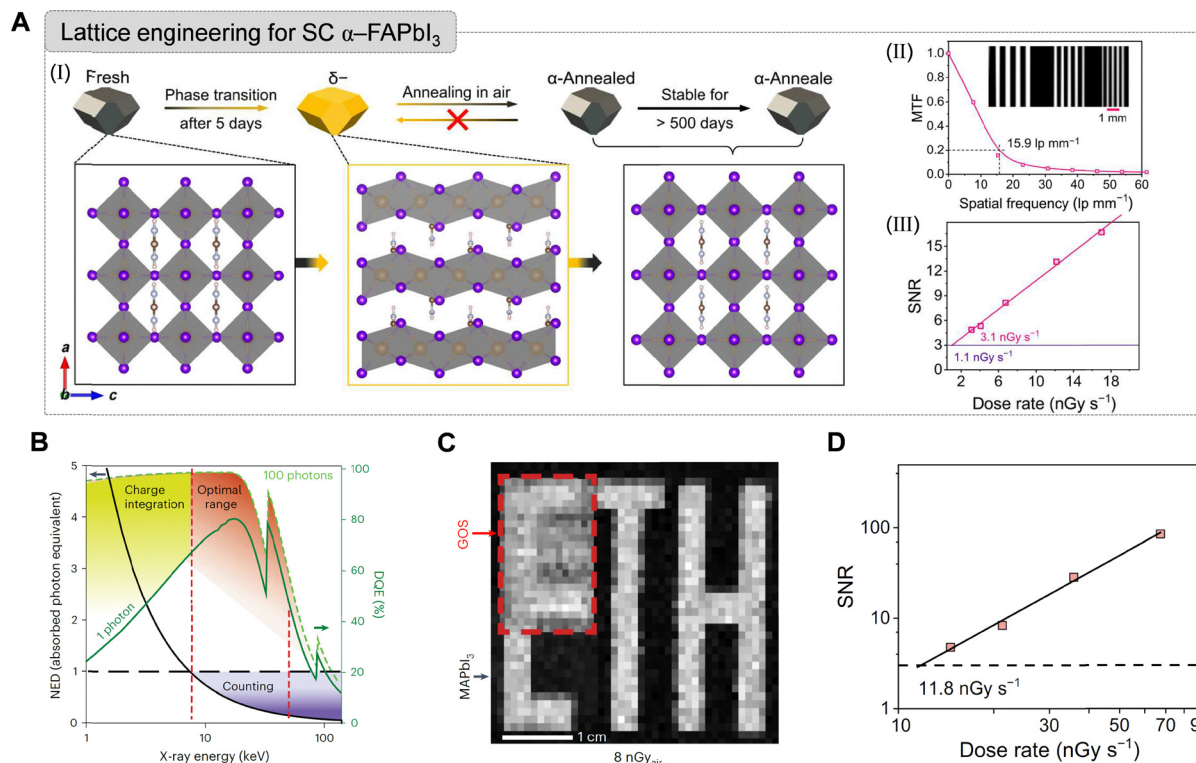 A
Lattice engineering for SC α–FAPbI₃
(I)
Fresh
Phase transition
after 5 days
δ–
Annealing in air
α-Annealed
Stable for
> 500 days
α-Anneale
a
b
c
(II)
MTF
1.0
0.8
0.6
0.4
0.2
0.0
15.9 lp mm⁻¹
1 mm
0 10 20 30 40 50 60
Spatial frequency (lp mm⁻¹)
(III)
SNR
15
12
9
6
3
3.1 nGy s⁻¹
1.1 nGy s⁻¹
2 6 10 14 18
Dose rate (nGy s⁻¹)
B
NED (absorbed photon equivalent)
5
4
3
2
1
0
Charge integration
Optimal range
100 photons
1 photon
Counting
100
80
60
40
20
0
DQE (%)
1 10 100
X-ray energy (keV)
C
GOS
MAPbI₃
ETH
1 cm
8 nGy_air
D
SNR
100
10
1
11.8 nGy s⁻¹
10 30 50 70 9
Dose rate (nGy s⁻¹)